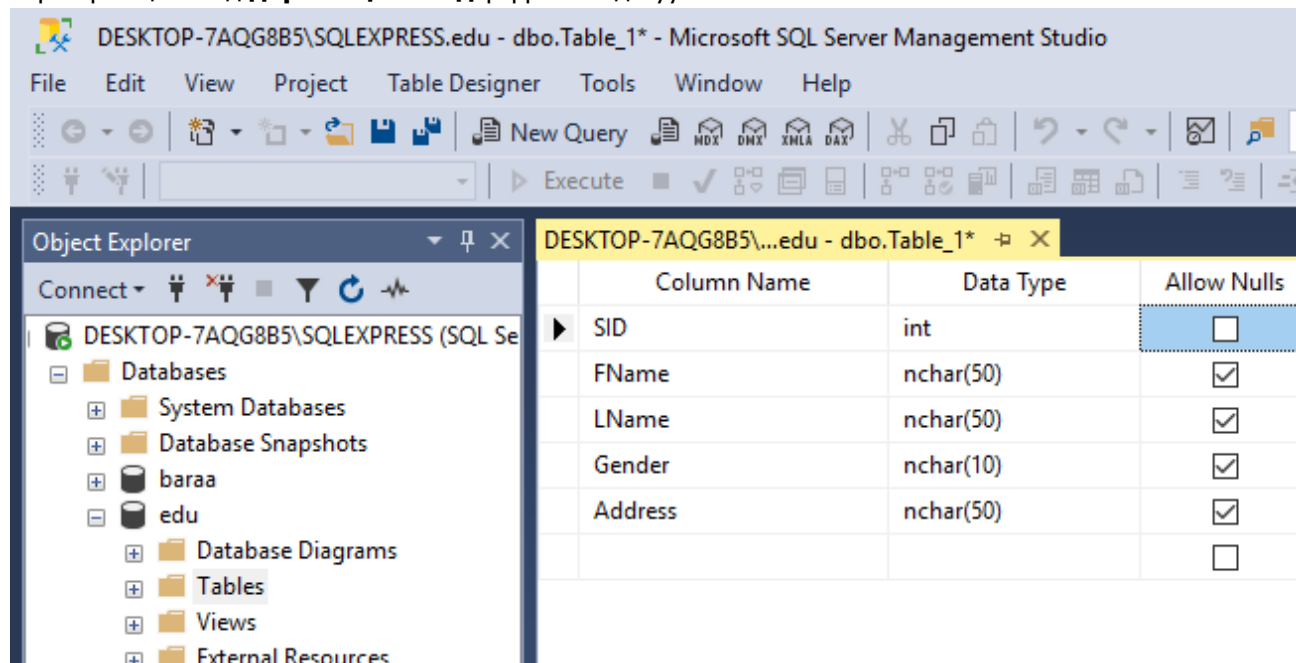 DESKTOP-7AQG8B5\SQLEXPRESS.edu - dbo.Table_1* - Microsoft SQL Server Management Studio
File Edit View Project Table Designer Tools Window Help
New Query MDX DMX XMLA DAX
Execute
Object Explorer
Connect
DESKTOP-7AQG8B5\SQLEXPRESS (SQL Se
Databases
System Databases
Database Snapshots
baraa
edu
Database Diagrams
Tables
Views
External Resources
DESKTOP-7AQG8B5\...edu - dbo.Table_1*
Column Name Data Type Allow Nulls
SID int
FName nchar(50)
LName nchar(50)
Gender nchar(10)
Address nchar(50)